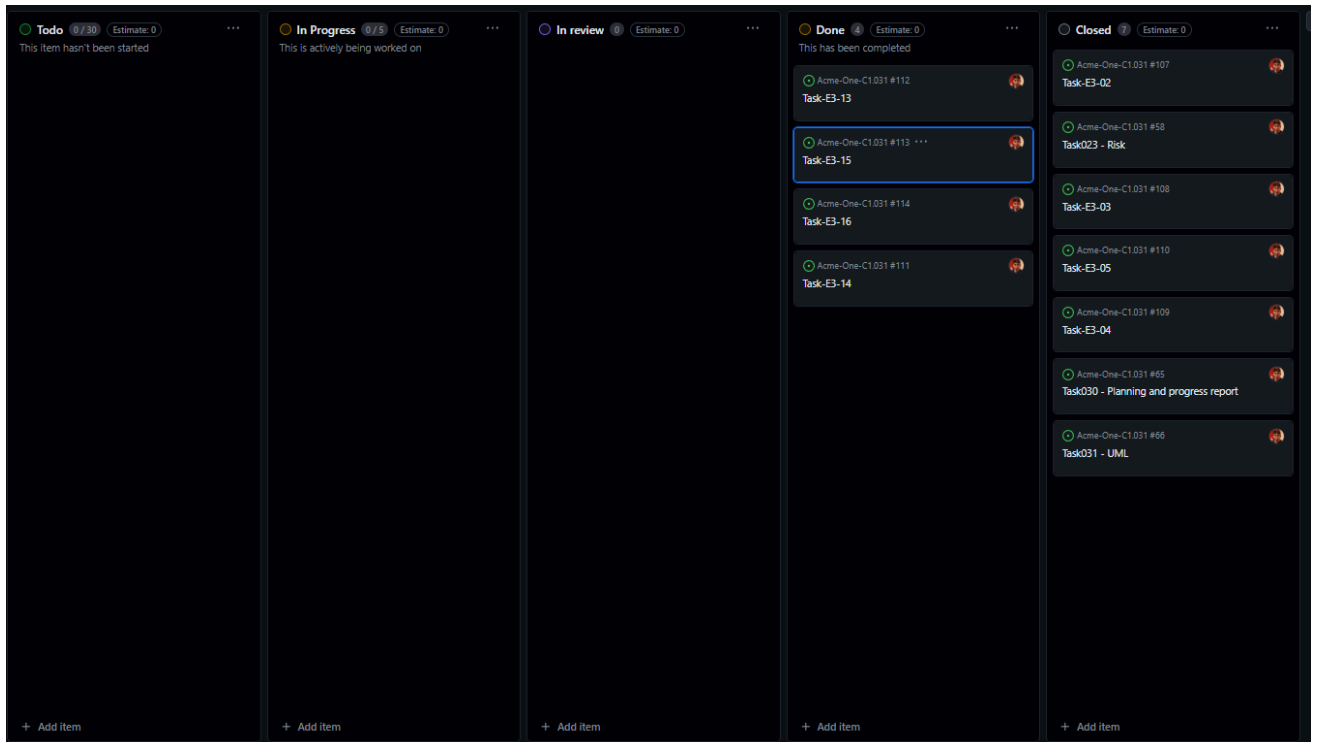 Todo 0 / 30 Estimate: 0
This item hasn't been started
+ Add item
In Progress 0 / 5 Estimate: 0
This is actively being worked on
+ Add item
In review 0 Estimate: 0
+ Add item
Done 4 Estimate: 0
This has been completed
Acme-One-C1.031 #112
Task-E3-13
Acme-One-C1.031 #113
Task-E3-15
Acme-One-C1.031 #114
Task-E3-16
Acme-One-C1.031 #111
Task-E3-14
+ Add item
Closed 7 Estimate: 0
Acme-One-C1.031 #107
Task-E3-02
Acme-One-C1.031 #58
Task023 - Risk
Acme-One-C1.031 #108
Task-E3-03
Acme-One-C1.031 #110
Task-E3-05
Acme-One-C1.031 #109
Task-E3-04
Acme-One-C1.031 #65
Task030 - Planning and progress report
Acme-One-C1.031 #66
Task031 - UML
+ Add item